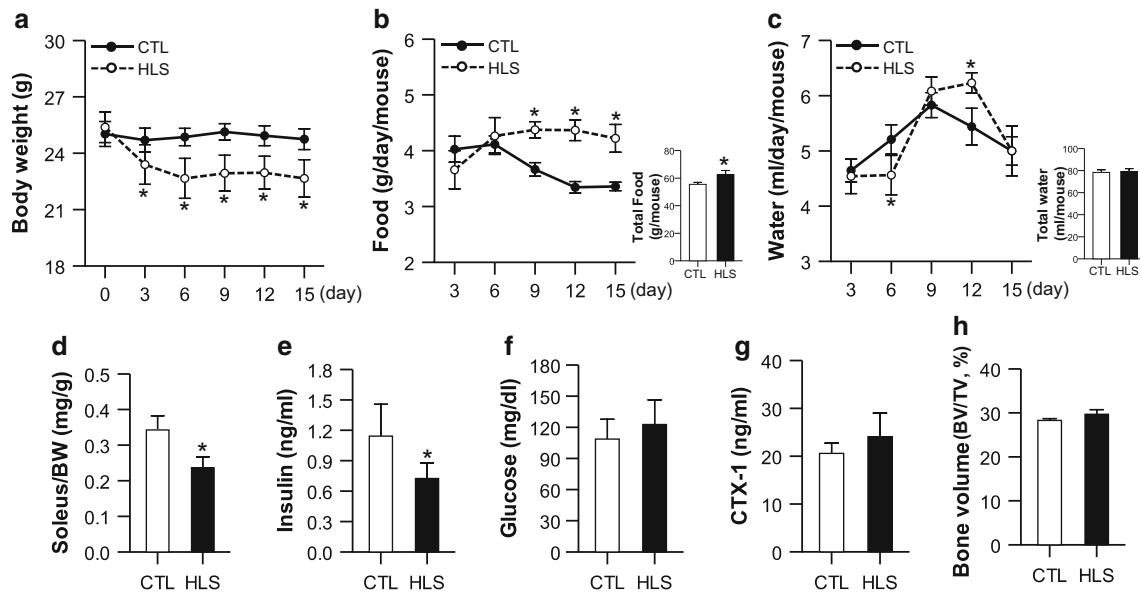 a
Body weight (g)
30
27
24
21
18
CTL
HLS
*
*
*
*
*
0 3 6 9 12 15 (day)
b
Food (g/day/mouse)
6
5
4
3
2
CTL
HLS
* * *
3 6 9 12 15 (day)
Total Food
(g/mouse)
80
60
40
20
0
*
CTL HLS
c
Water (ml/day/mouse)
7
6
5
4
3
CTL
HLS
*
*
3 6 9 12 15 (day)
Total water
(ml/mouse)
100
80
60
40
20
0
CTL HLS
d
Soleus/BW (mg/g)
0.5
0.4
0.3
0.2
0.1
0.0
*
CTL HLS
e
Insulin (ng/ml)
1.8
1.5
1.2
0.9
0.6
0.3
0.0
*
CTL HLS
f
Glucose (mg/dl)
180
150
120
90
60
30
0
CTL HLS
g
CTX-1 (ng/ml)
40
30
20
10
0
CTL HLS
h
Bone volume (BV/TV, %)
40
30
20
10
0
CTL HLS